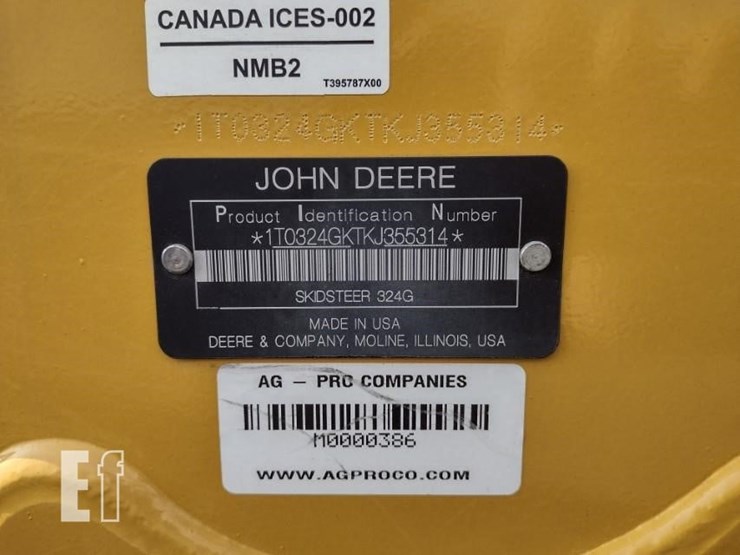 CANADA ICES-002
NMB2
T395787X00
*1T0324GKTKJ355314*
JOHN DEERE
Product Identification Number
*1T0324GKTKJ355314*
SKIDSTEER 324G
MADE IN USA
DEERE & COMPANY, MOLINE, ILLINOIS, USA
AG – PRC COMPANIES
M0000386
WWW.AGPROCO.COM
Ef